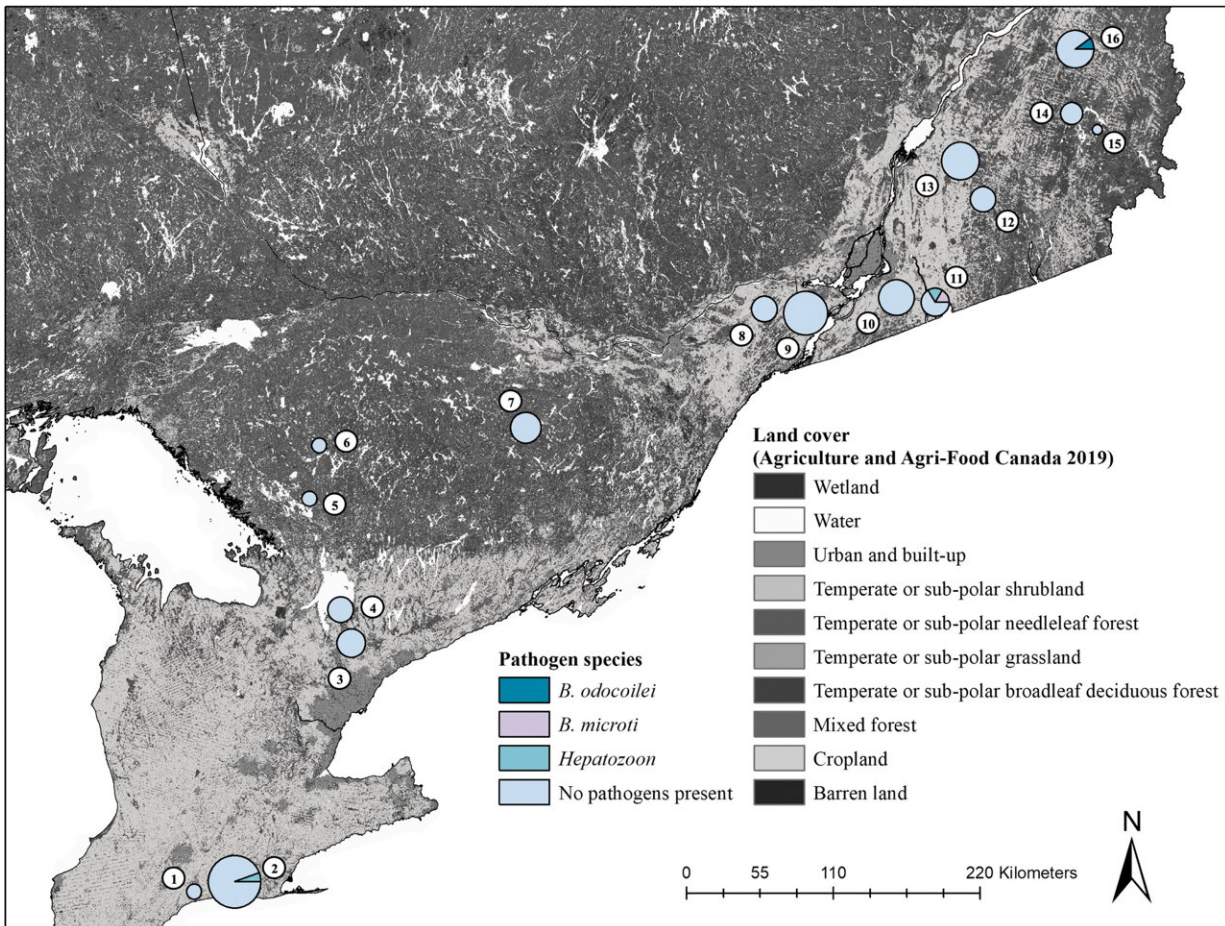 16
14
15
13
12
11
10
8
9
7
6
5
4
3
2
1
Land cover
(Agriculture and Agri-Food Canada 2019)
Wetland
Water
Urban and built-up
Temperate or sub-polar shrubland
Temperate or sub-polar needleleaf forest
Temperate or sub-polar grassland
Temperate or sub-polar broadleaf deciduous forest
Mixed forest
Cropland
Barren land
Pathogen species
B. odocoilei
B. microti
Hepatozoon
No pathogens present
N
0 55 110 220 Kilometers